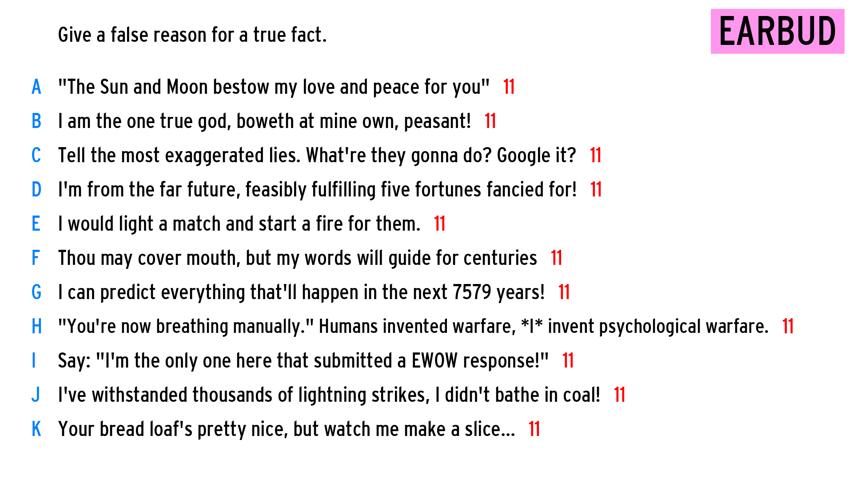 Give a false reason for a true fact.
EARBUD
A "The Sun and Moon bestow my love and peace for you" 11
B I am the one true god, boweth at mine own, peasant! 11
C Tell the most exaggerated lies. What're they gonna do? Google it? 11
D I'm from the far future, feasibly fulfilling five fortunes fancied for! 11
E I would light a match and start a fire for them. 11
F Thou may cover mouth, but my words will guide for centuries 11
G I can predict everything that'll happen in the next 7579 years! 11
H "You're now breathing manually." Humans invented warfare, *I* invent psychological warfare. 11
I Say: "I'm the only one here that submitted a EWOW response!" 11
J I've withstanded thousands of lightning strikes, I didn't bathe in coal! 11
K Your bread loaf's pretty nice, but watch me make a slice... 11